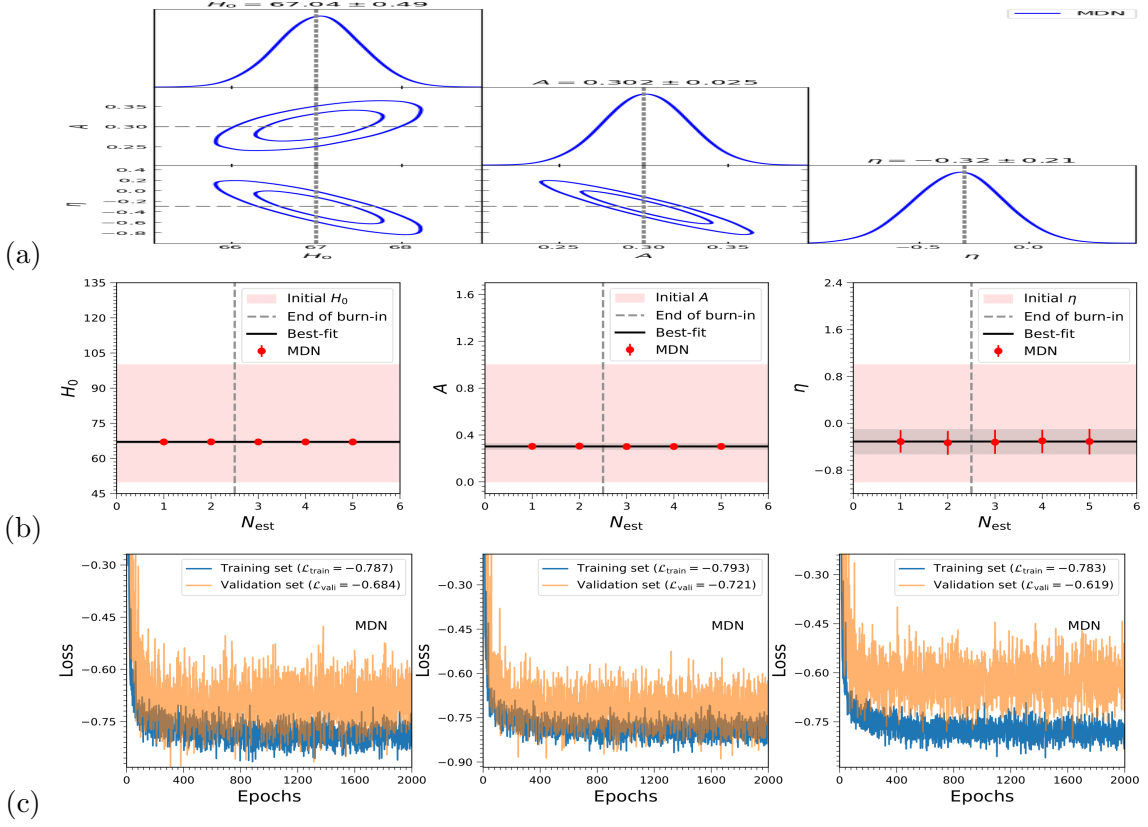 H₀ = 67.04 ± 0.49
MDN
A = 0.302 ± 0.025
0.35
0.30
0.25
A
η = −0.32 ± 0.21
0.4
0.2
0.0
−0.2
−0.4
−0.6
−0.8
η
66 67 68
H₀
0.25 0.30 0.35
A
−0.5 0.0
η
(a)
135
120
105
90
75
60
45
H₀
Initial H₀
End of burn-in
Best-fit
MDN
0 1 2 3 4 5 6
N_est
1.6
1.2
0.8
0.4
0.0
A
Initial A
End of burn-in
Best-fit
MDN
0 1 2 3 4 5 6
N_est
2.4
1.6
0.8
0.0
−0.8
η
Initial η
End of burn-in
Best-fit
MDN
0 1 2 3 4 5 6
N_est
(b)
−0.30
−0.45
−0.60
−0.75
Loss
Training set (ℒ_train = −0.787)
Validation set (ℒ_vali = −0.684)
MDN
0 400 800 1200 1600 2000
Epochs
−0.30
−0.45
−0.60
−0.75
−0.90
Loss
Training set (ℒ_train = −0.793)
Validation set (ℒ_vali = −0.721)
MDN
0 400 800 1200 1600 2000
Epochs
−0.30
−0.45
−0.60
−0.75
Loss
Training set (ℒ_train = −0.783)
Validation set (ℒ_vali = −0.619)
MDN
0 400 800 1200 1600 2000
Epochs
(c)